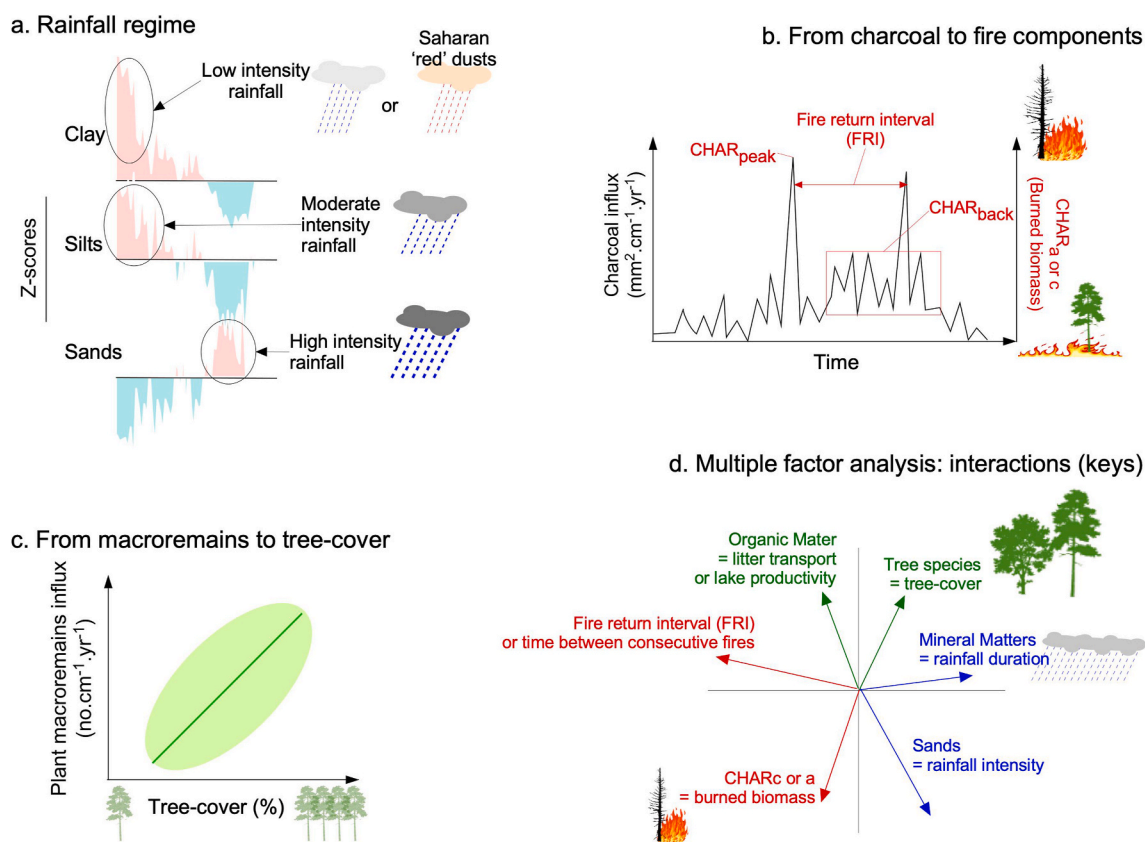 a. Rainfall regime
Saharan
'red' dusts
Low intensity
rainfall
or
Clay
Moderate
intensity
rainfall
Silts
Z-scores
High intensity
rainfall
Sands
b. From charcoal to fire components
Fire return interval
(FRI)
CHARpeak
CHARback
Charcoal influx
(mm².cm⁻¹.yr⁻¹)
Time
CHARa or c
(Burned biomass)
c. From macroremains to tree-cover
Plant macroremains influx
(no.cm⁻¹.yr⁻¹)
Tree-cover (%)
d. Multiple factor analysis: interactions (keys)
Organic Mater
= litter transport
or lake productivity
Tree species
= tree-cover
Fire return interval (FRI)
or time between consecutive fires
Mineral Matters
= rainfall duration
Sands
= rainfall intensity
CHARc or a
= burned biomass